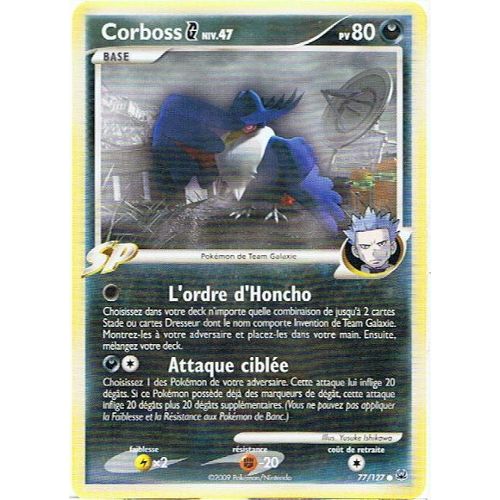 Corboss G NIV.47 PV 80
BASE
SP
Pokémon de Team Galaxie
L'ordre d'Honcho
Choisissez dans votre deck n'importe quelle combinaison de jusqu'à 2 cartes
Stade ou cartes Dresseur dont le nom comporte Invention de Team Galaxie.
Montrez-les à votre adversaire et placez-les dans votre main. Ensuite,
mélangez votre deck.
Attaque ciblée
Choisissez 1 des Pokémon de votre adversaire. Cette attaque lui inflige 20
dégâts. Si ce Pokémon possède déjà des marqueurs de dégât, cette attaque
inflige 20 dégâts plus 20 dégâts supplémentaires. (Vous ne pouvez pas appliquer
la Faiblesse et la Résistance aux Pokémon de Banc.)
Illus. Yusuke Ishikawa
faiblesse résistance coût de retraite
x2 -20
©2009 Pokémon/Nintendo 77/127